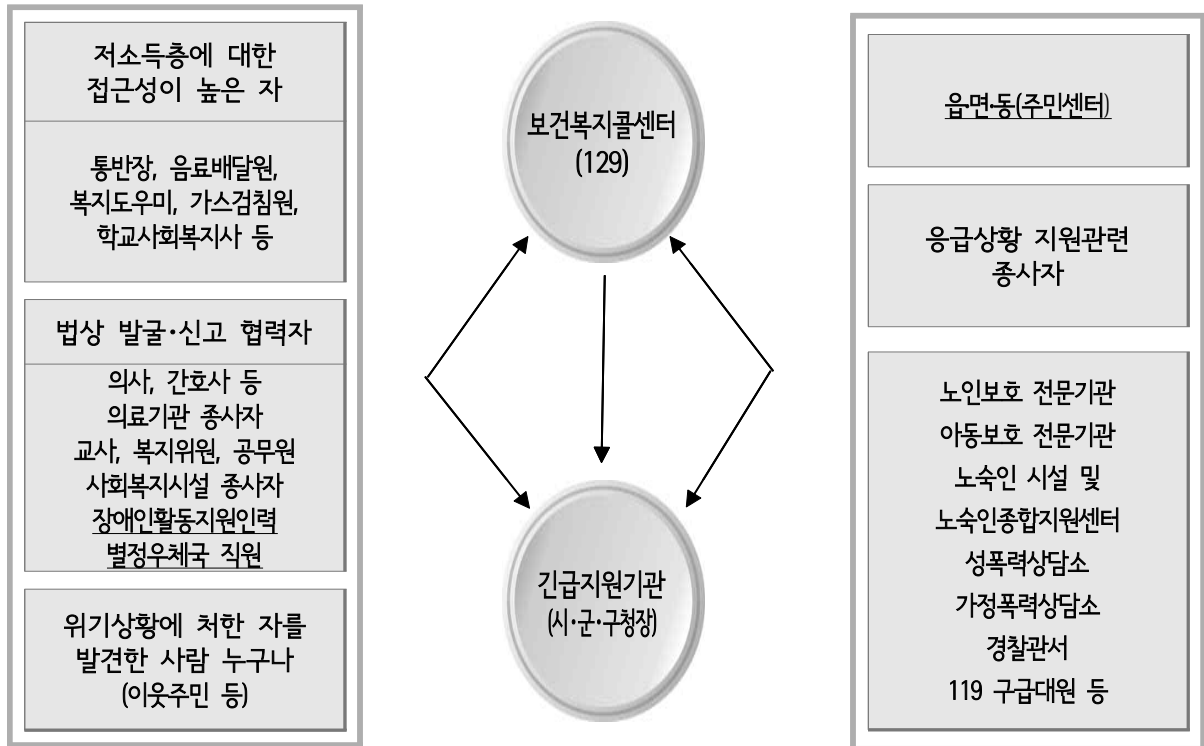 저소득층에 대한
접근성이 높은 자
통반장, 음료배달원,
복지도우미, 가스검침원,
학교사회복지사 등
법상 발굴·신고 협력자
의사, 간호사 등
의료기관 종사자
교사, 복지위원, 공무원
사회복지시설 종사자
장애인활동지원인력
별정우체국 직원
위기상황에 처한 자를
발견한 사람 누구나
(이웃주민 등)
보건복지콜센터
(129)
긴급지원기관
(시·군·구청장)
읍·면·동(주민센터)
응급상황 지원관련
종사자
노인보호 전문기관
아동보호 전문기관
노숙인 시설 및
노숙인종합지원센터
성폭력상담소
가정폭력상담소
경찰관서
119 구급대원 등